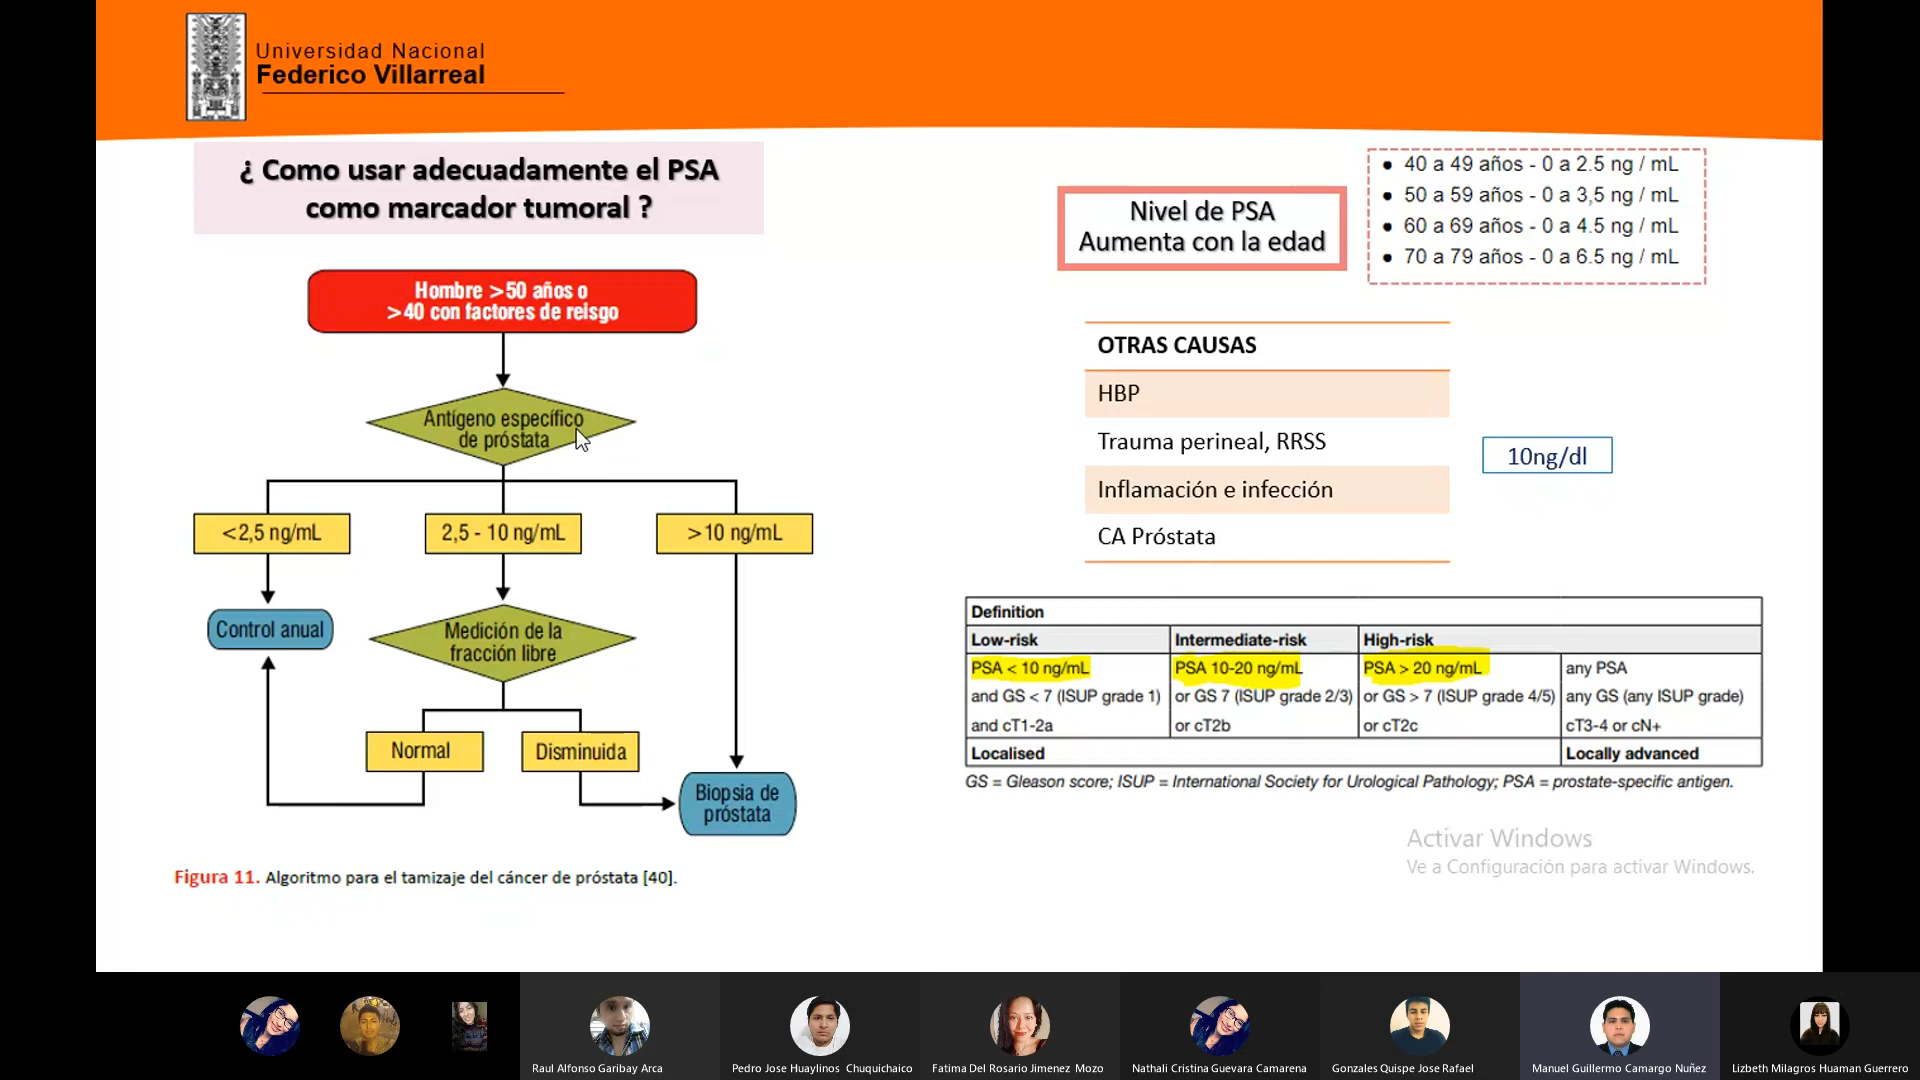 Universidad Nacional
Federico Villarreal
¿ Como usar adecuadamente el PSA
como marcador tumoral ?
Hombre >50 años o
>40 con factores de reisgo
Antígeno específico
de próstata
<2,5 ng/mL
2,5 - 10 ng/mL
>10 ng/mL
Control anual
Medición de la
fracción libre
Normal
Disminuida
Biopsia de
próstata
Figura 11. Algoritmo para el tamizaje del cáncer de próstata [40].
Nivel de PSA
Aumenta con la edad
● 40 a 49 años - 0 a 2.5 ng / mL
● 50 a 59 años - 0 a 3,5 ng / mL
● 60 a 69 años - 0 a 4.5 ng / mL
● 70 a 79 años - 0 a 6.5 ng / mL
OTRAS CAUSAS
HBP
Trauma perineal, RRSS
Inflamación e infección
CA Próstata
10ng/dl
Definition
Low-risk Intermediate-risk High-risk
PSA < 10 ng/mL PSA 10-20 ng/mL PSA > 20 ng/mL any PSA
and GS < 7 (ISUP grade 1) or GS 7 (ISUP grade 2/3) or GS > 7 (ISUP grade 4/5) any GS (any ISUP grade)
and cT1-2a or cT2b or cT2c cT3-4 or cN+
Localised Locally advanced
GS = Gleason score; ISUP = International Society for Urological Pathology; PSA = prostate-specific antigen.
Activar Windows
Ve a Configuración para activar Windows.
Raul Alfonso Garibay Arca
Pedro Jose Huaylinos Chuquichaico
Fatima Del Rosario Jimenez Mozo
Nathali Cristina Guevara Camarena
Gonzales Quispe Jose Rafael
Manuel Guillermo Camargo Nuñez
Lizbeth Milagros Huaman Guerrero